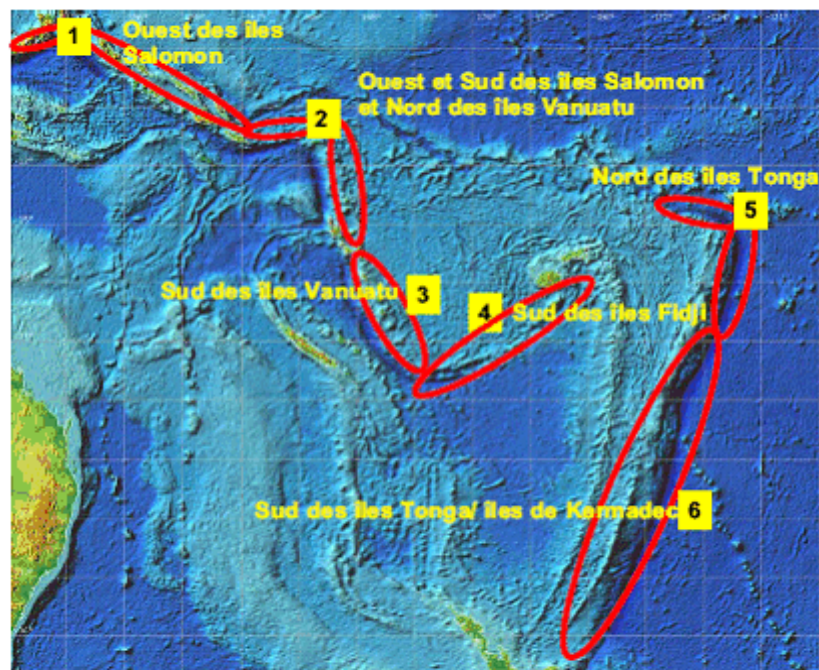 1
Ouest des îles
Salomon
2
Ouest et Sud des îles Salomon
et Nord des îles Vanuatu
Nord des îles Tonga
5
Sud des îles Vanuatu
3
4
Sud des îles Fidji
Sud des îles Tonga/ îles de Kermadec
6